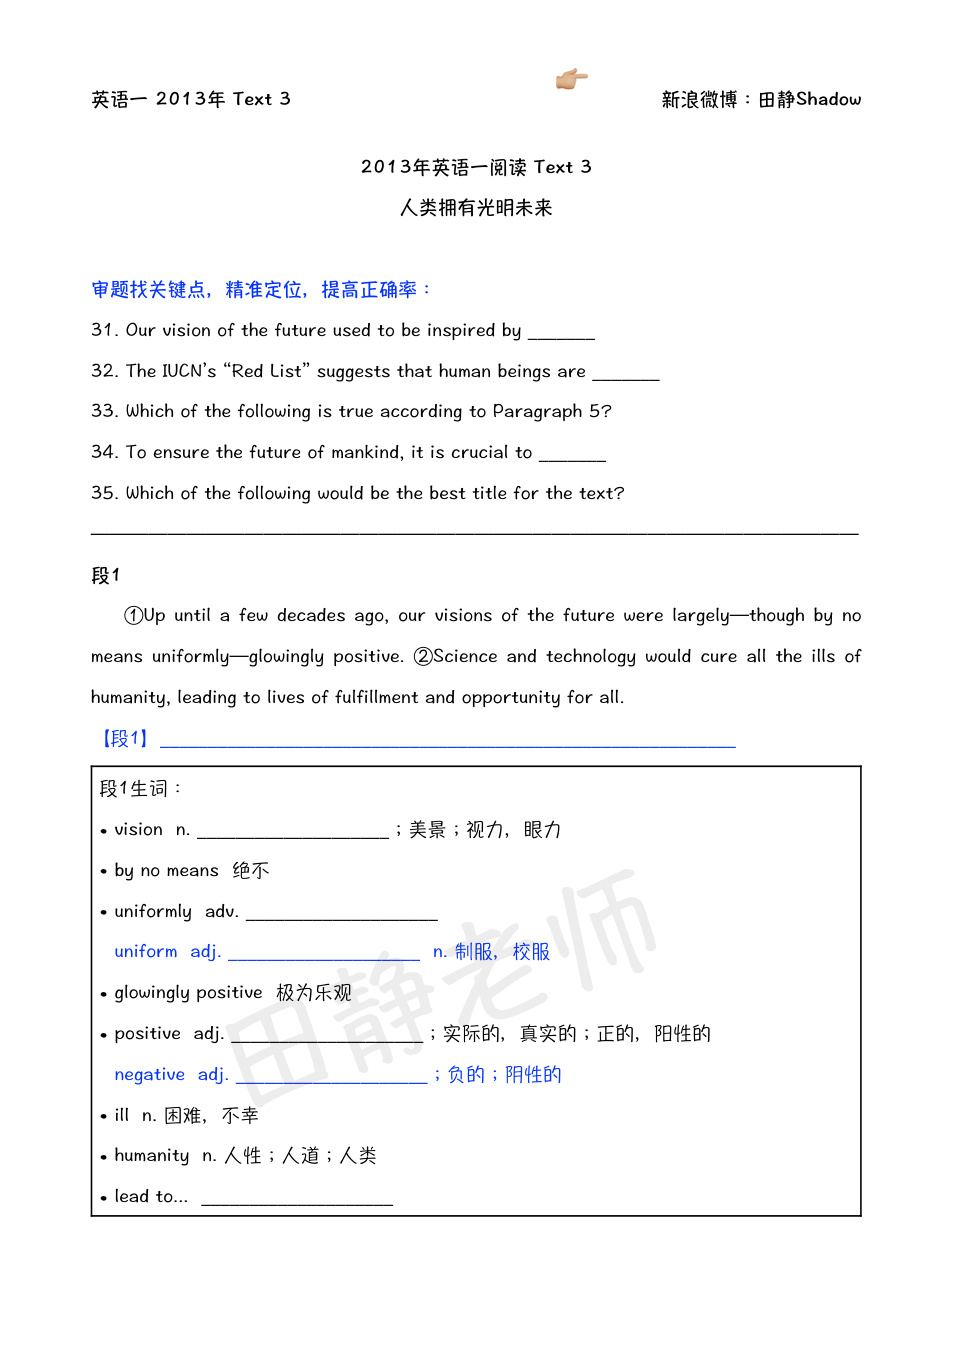 英语一 2013年 Text 3 新浪微博：田静Shadow
2013年英语一阅读 Text 3
人类拥有光明未来
审题找关键点，精准定位，提高正确率：
31. Our vision of the future used to be inspired by _______
32. The IUCN’s “Red List” suggests that human beings are _______
33. Which of the following is true according to Paragraph 5?
34. To ensure the future of mankind, it is crucial to _______
35. Which of the following would be the best title for the text?
段1
①Up until a few decades ago, our visions of the future were largely—though by no
means uniformly—glowingly positive. ②Science and technology would cure all the ills of
humanity, leading to lives of fulfillment and opportunity for all.
【段1】____________________________________________________________
段1生词：
• vision n. ____________________；美景；视力，眼力
• by no means 绝不
• uniformly adv. ____________________
uniform adj. ____________________ n. 制服，校服
• glowingly positive 极为乐观
• positive adj. ____________________；实际的，真实的；正的，阳性的
negative adj. ____________________；负的；阴性的
• ill n. 困难，不幸
• humanity n. 人性；人道；人类
• lead to... ____________________
田静老师